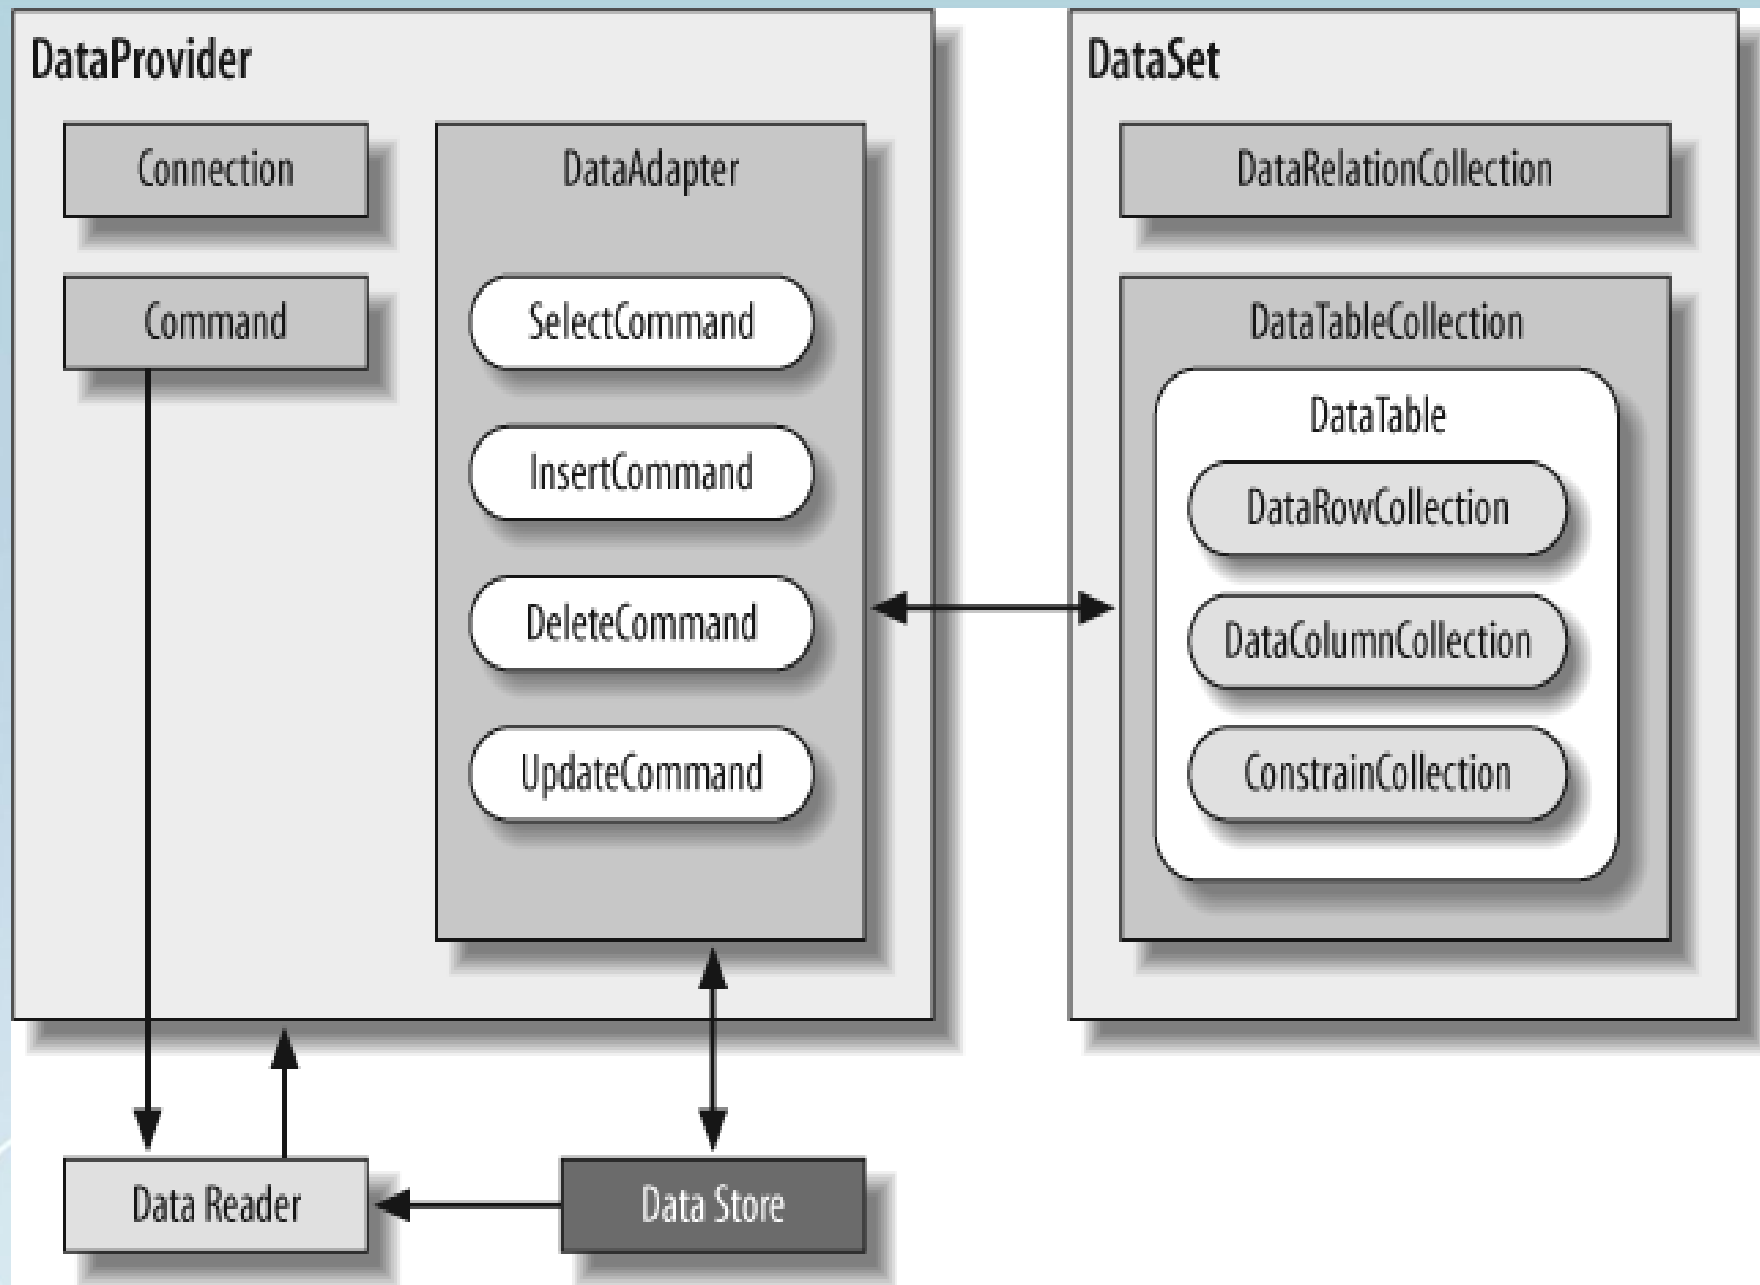 DataProvider
Connection
Command
DataAdapter
SelectCommand
InsertCommand
DeleteCommand
UpdateCommand
DataSet
DataRelationCollection
DataTableCollection
DataTable
DataRowCollection
DataColumnCollection
ConstrainCollection
Data Reader
Data Store